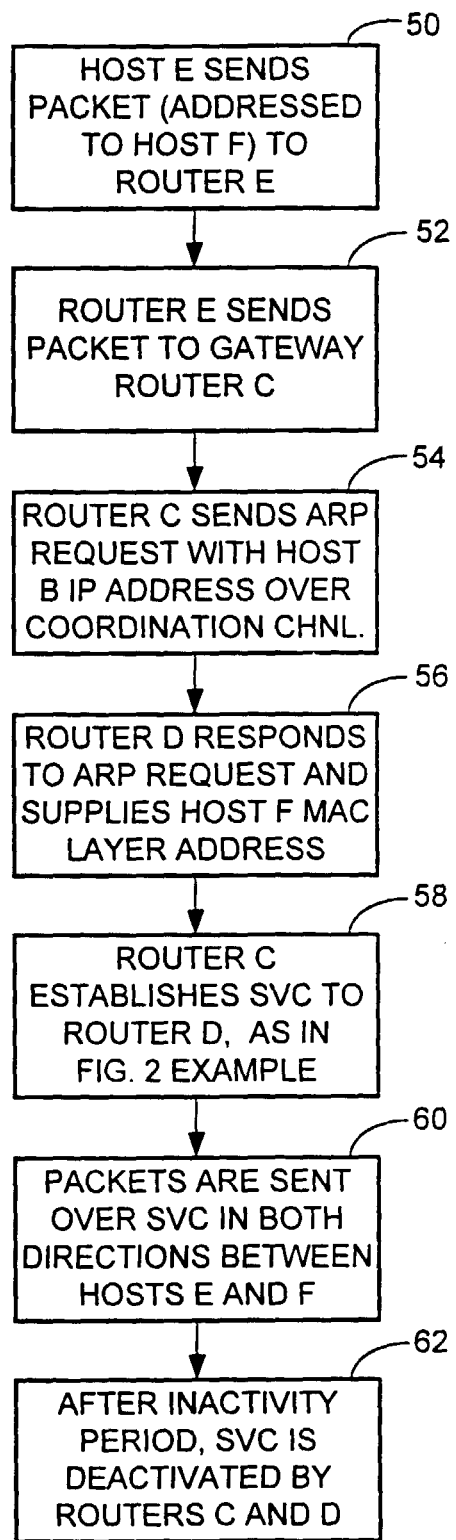 50
HOST E SENDS
PACKET (ADDRESSED
TO HOST F) TO
ROUTER E
52
ROUTER E SENDS
PACKET TO GATEWAY
ROUTER C
54
ROUTER C SENDS ARP
REQUEST WITH HOST
B IP ADDRESS OVER
COORDINATION CHNL.
56
ROUTER D RESPONDS
TO ARP REQUEST AND
SUPPLIES HOST F MAC
LAYER ADDRESS
58
ROUTER C
ESTABLISHES SVC TO
ROUTER D, AS IN
FIG. 2 EXAMPLE
60
PACKETS ARE SENT
OVER SVC IN BOTH
DIRECTIONS BETWEEN
HOSTS E AND F
62
AFTER INACTIVITY
PERIOD, SVC IS
DEACTIVATED BY
ROUTERS C AND D